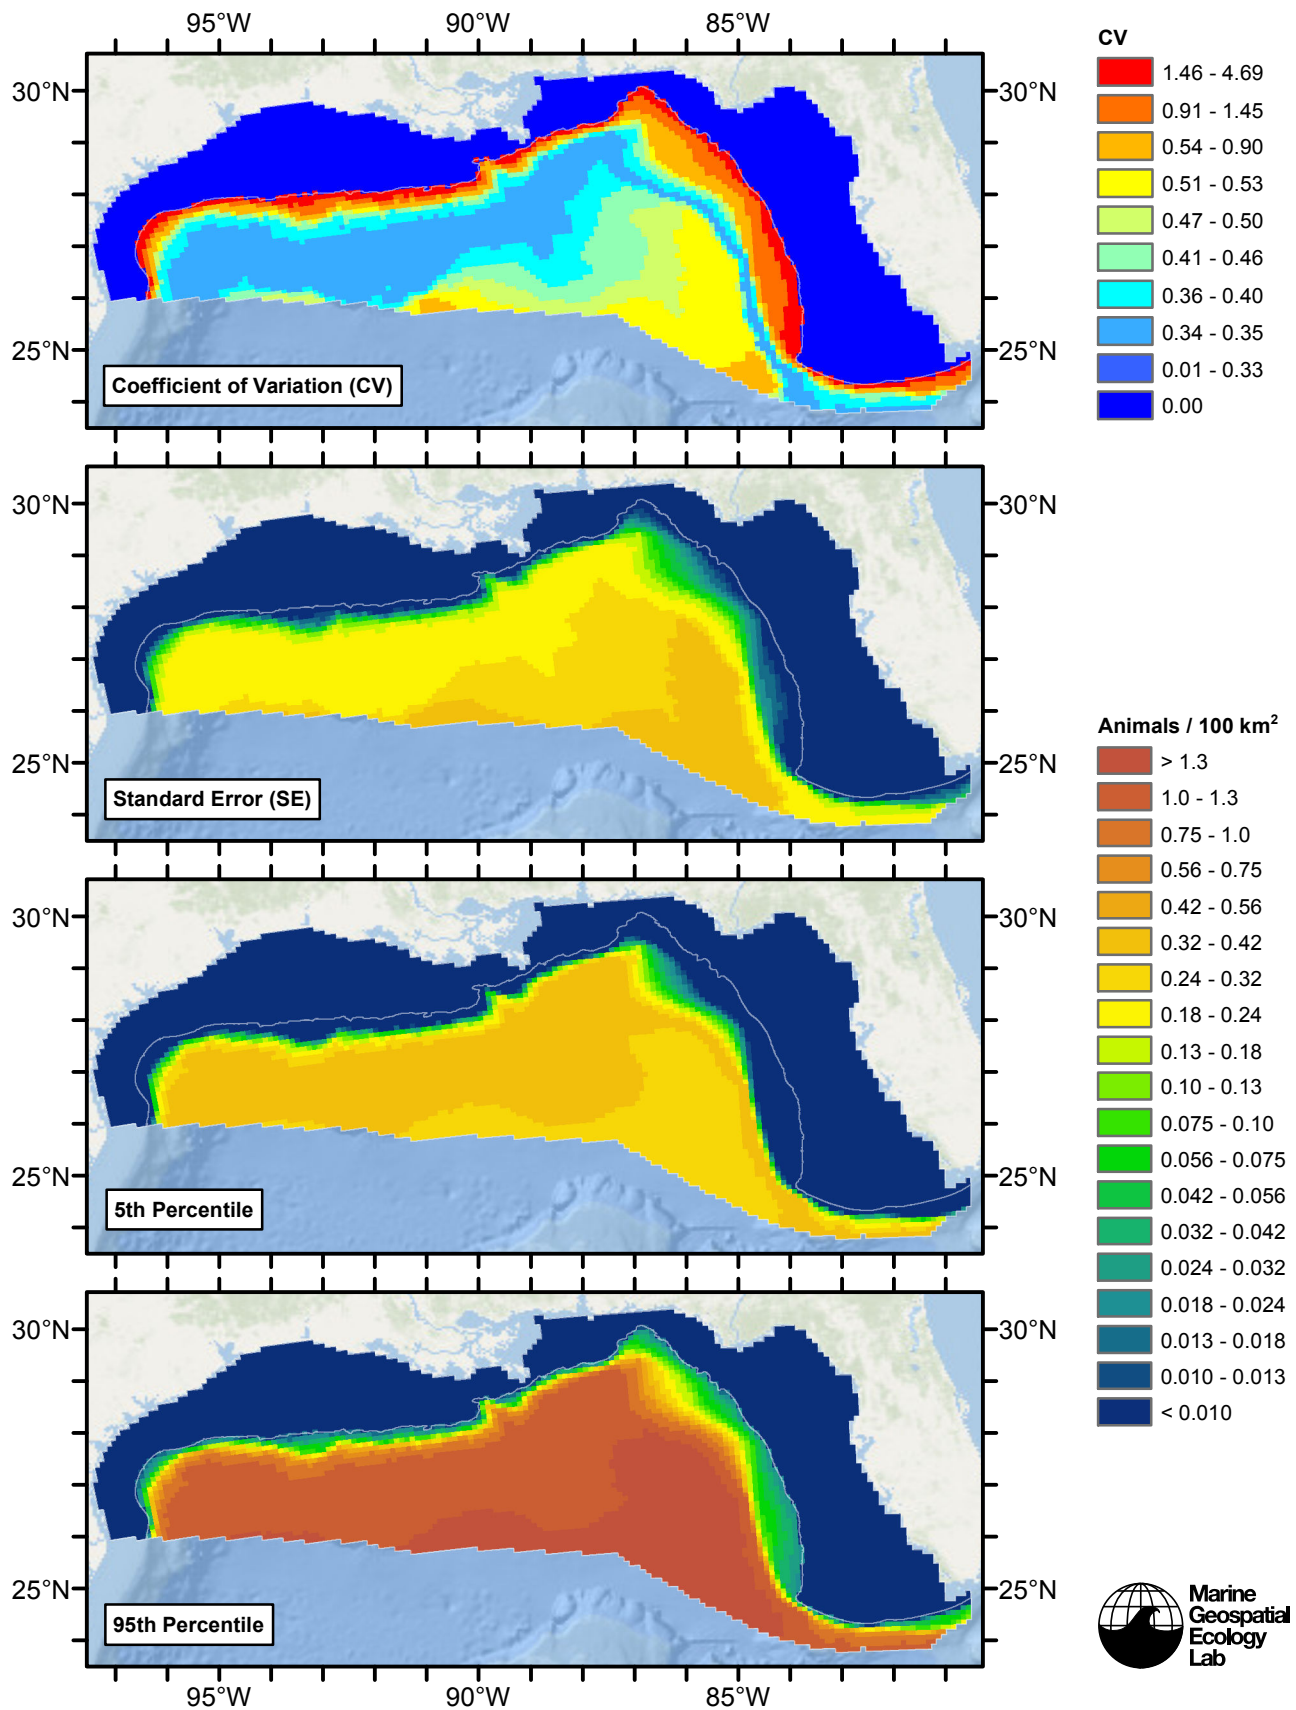 95°W 90°W 85°W
30°N 30°N
25°N 25°N
Coefficient of Variation (CV)
CV
1.46 - 4.69
0.91 - 1.45
0.54 - 0.90
0.51 - 0.53
0.47 - 0.50
0.41 - 0.46
0.36 - 0.40
0.34 - 0.35
0.01 - 0.33
0.00
30°N 30°N
25°N 25°N
Standard Error (SE)
Animals / 100 km²
> 1.3
1.0 - 1.3
0.75 - 1.0
0.56 - 0.75
0.42 - 0.56
0.32 - 0.42
0.24 - 0.32
0.18 - 0.24
0.13 - 0.18
0.10 - 0.13
0.075 - 0.10
0.056 - 0.075
0.042 - 0.056
0.032 - 0.042
0.024 - 0.032
0.018 - 0.024
0.013 - 0.018
0.010 - 0.013
< 0.010
30°N 30°N
25°N 25°N
5th Percentile
30°N 30°N
25°N 25°N
95th Percentile
95°W 90°W 85°W
Marine
Geospatial
Ecology
Lab